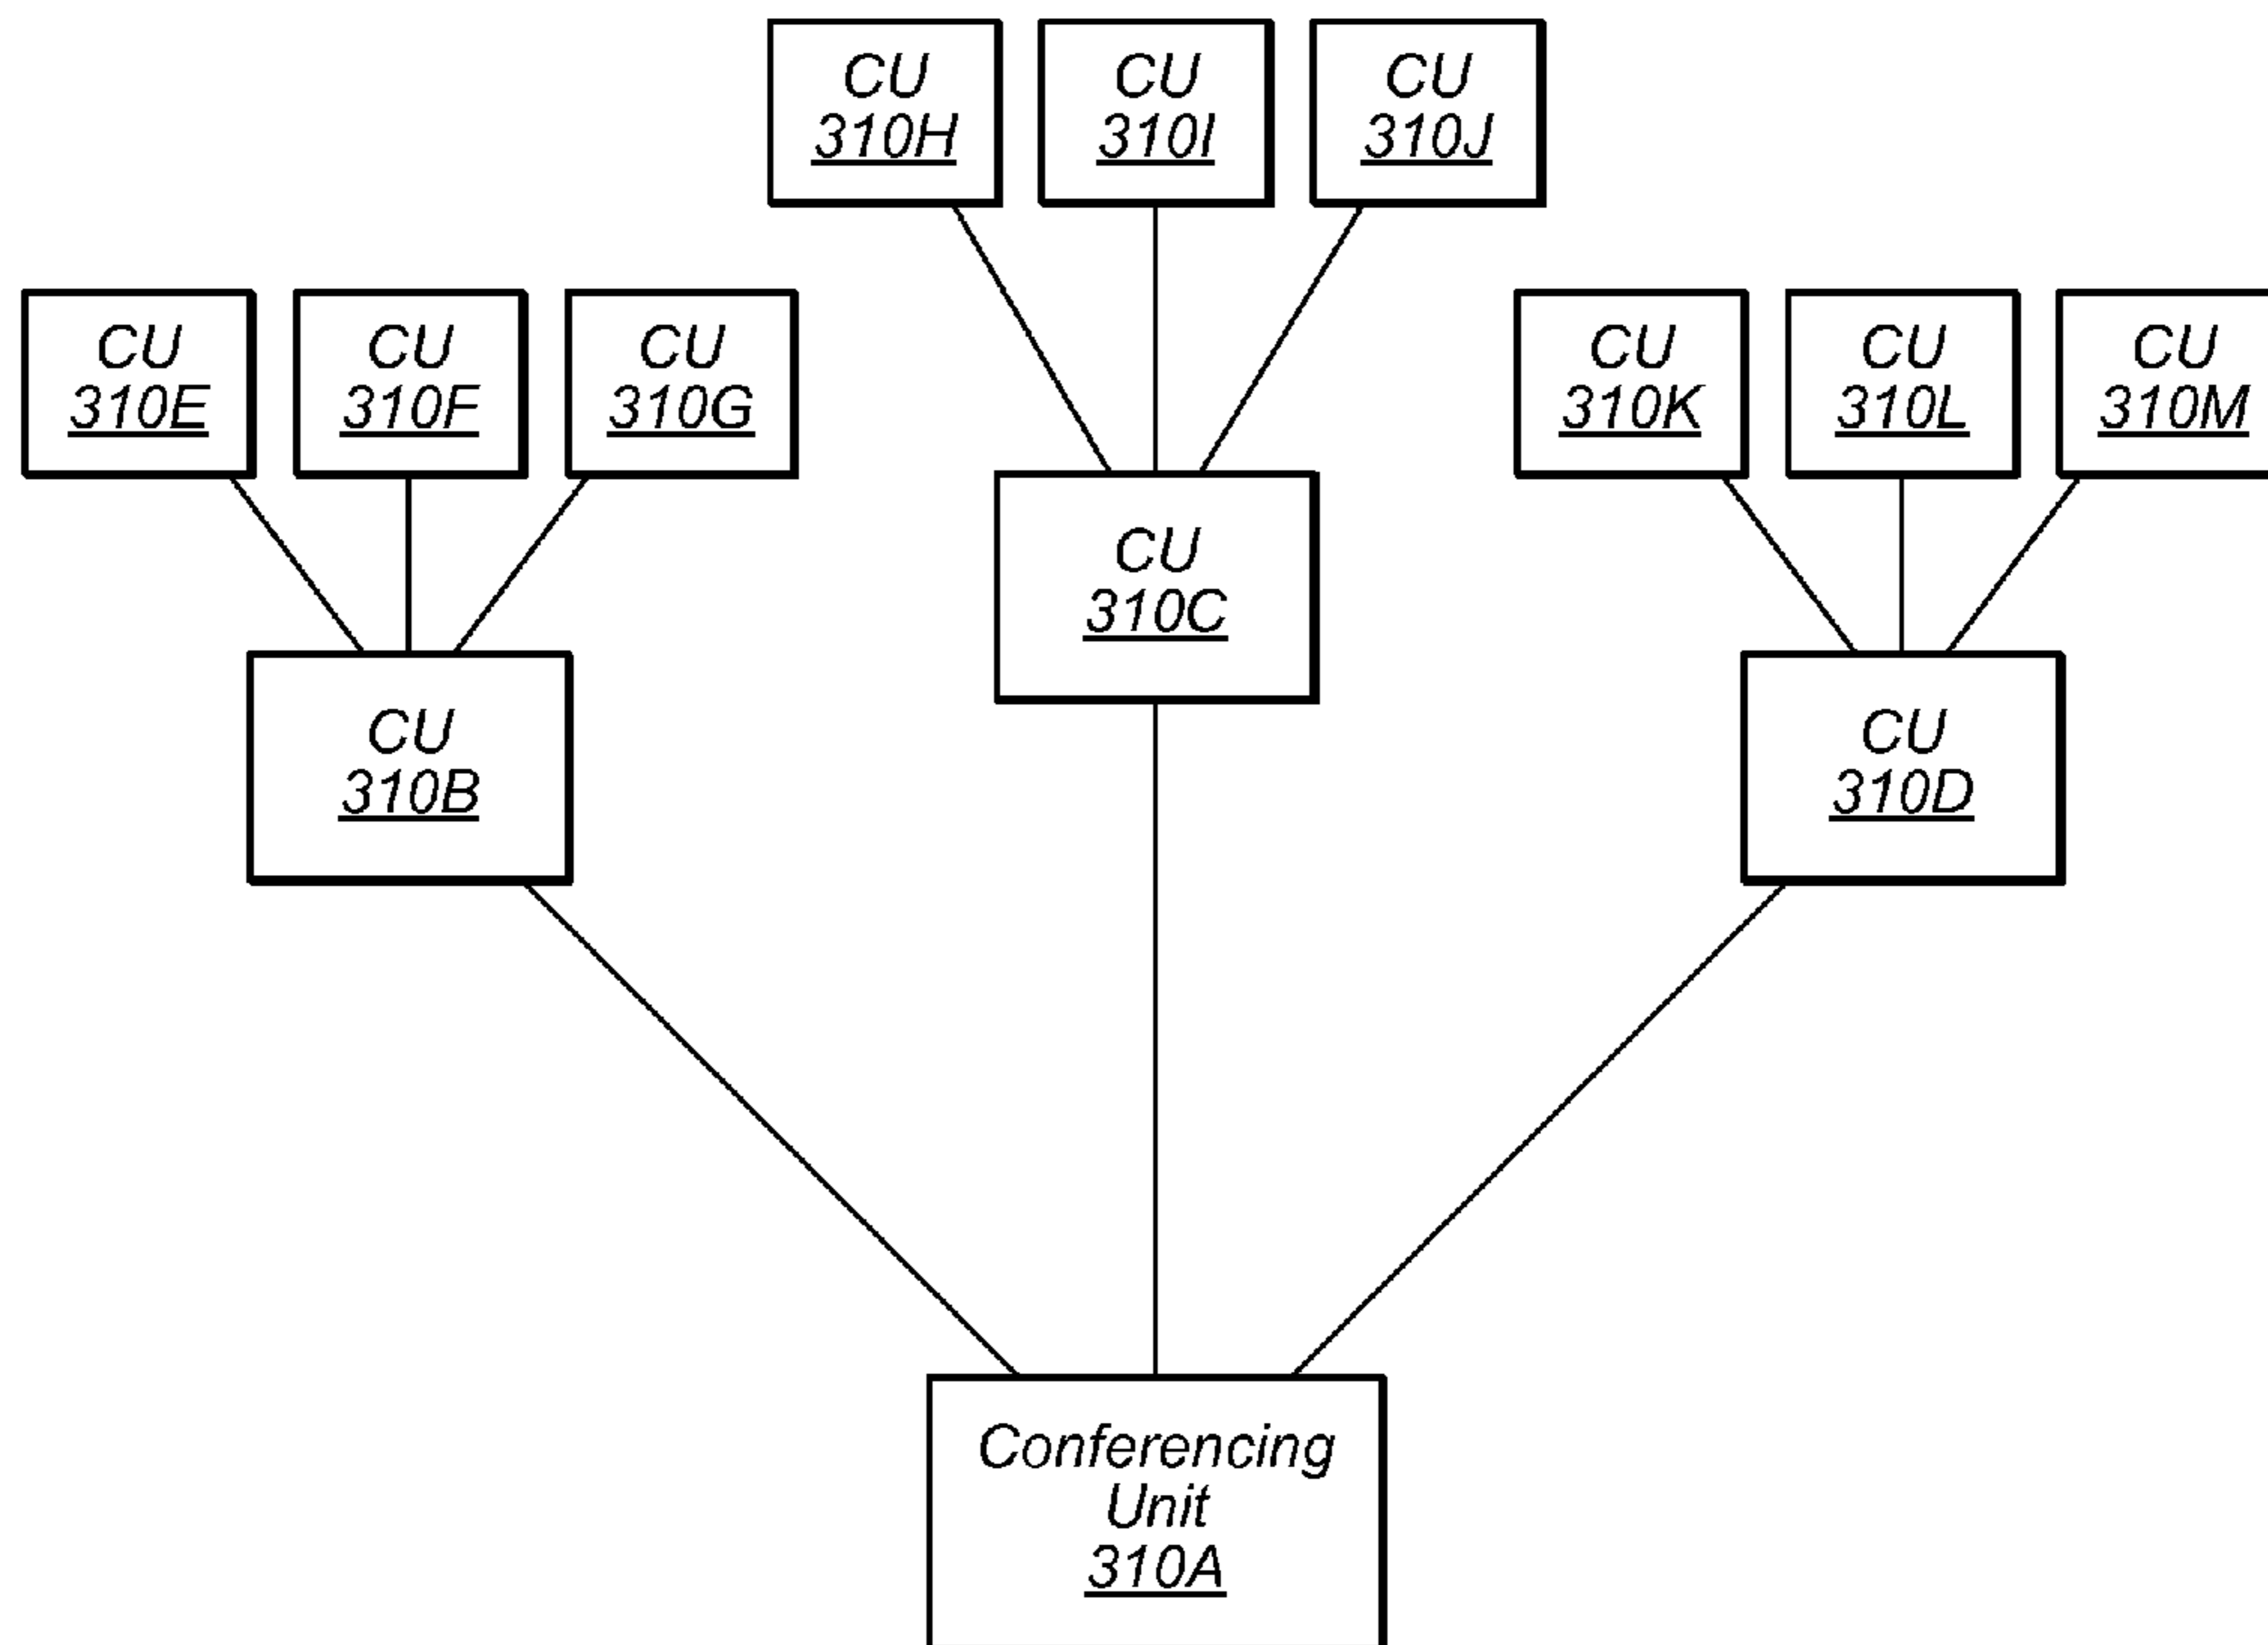 CU
310H
CU
310I
CU
310J
CU
310E
CU
310F
CU
310G
CU
310K
CU
310L
CU
310M
CU
310C
CU
310B
CU
310D
Conferencing
Unit
310A